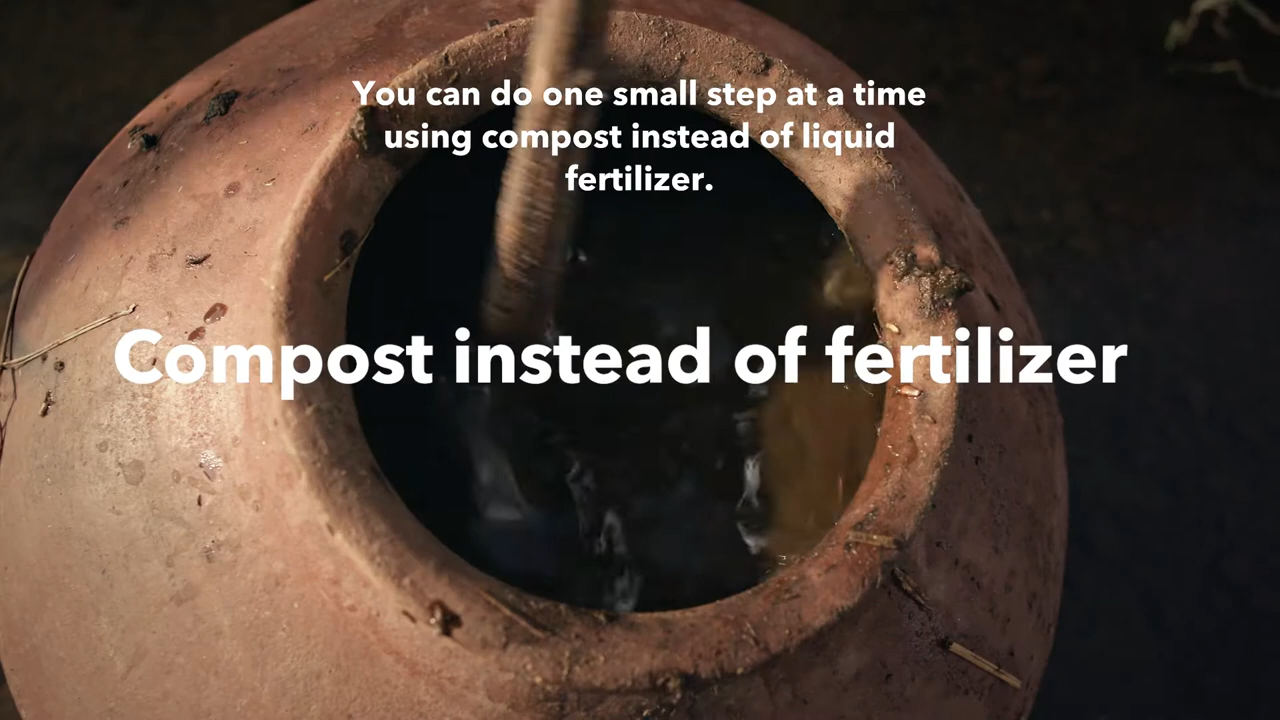 You can do one small step at a time
using compost instead of liquid
fertilizer.
Compost instead of fertilizer